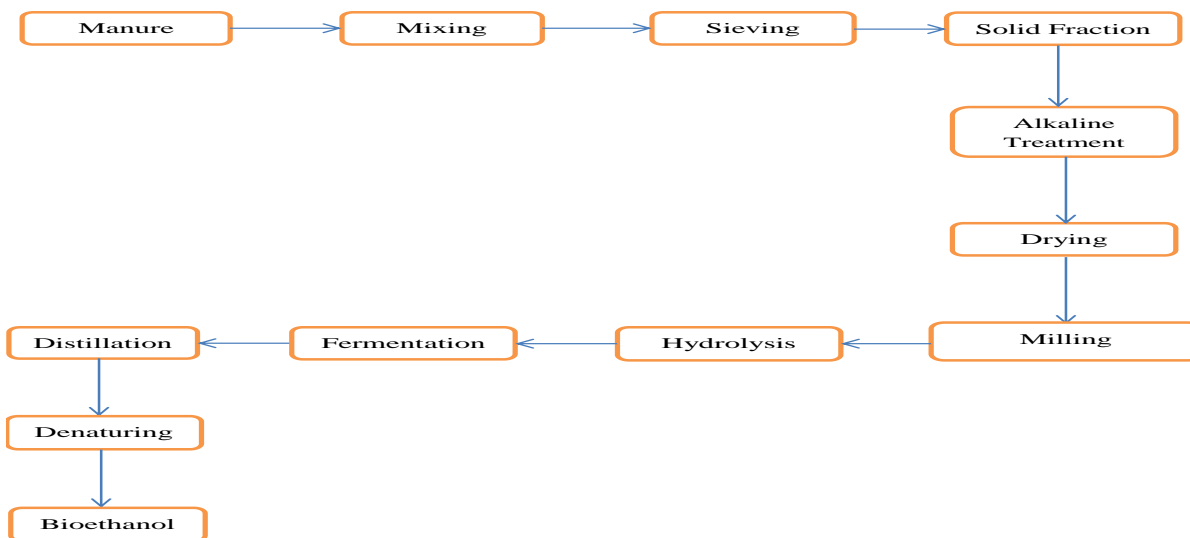 Manure
Mixing
Sieving
Solid Fraction
Alkaline
Treatment
Drying
Milling
Hydrolysis
Fermentation
Distillation
Denaturing
Bioethanol